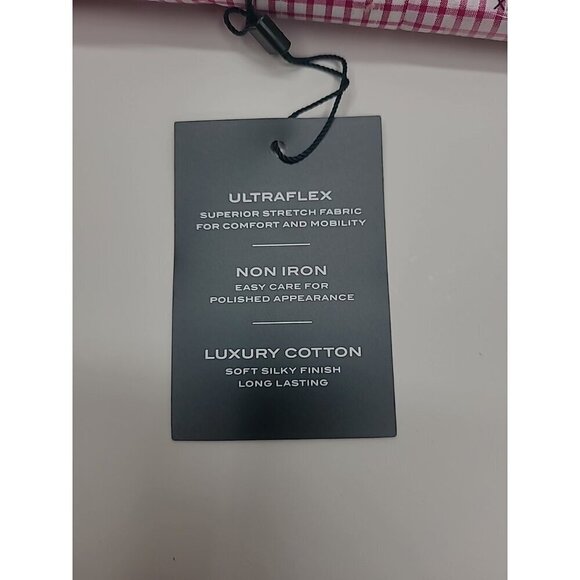 ULTRAFLEX
SUPERIOR STRETCH FABRIC
FOR COMFORT AND MOBILITY
NON IRON
EASY CARE FOR
POLISHED APPEARANCE
LUXURY COTTON
SOFT SILKY FINISH
LONG LASTING